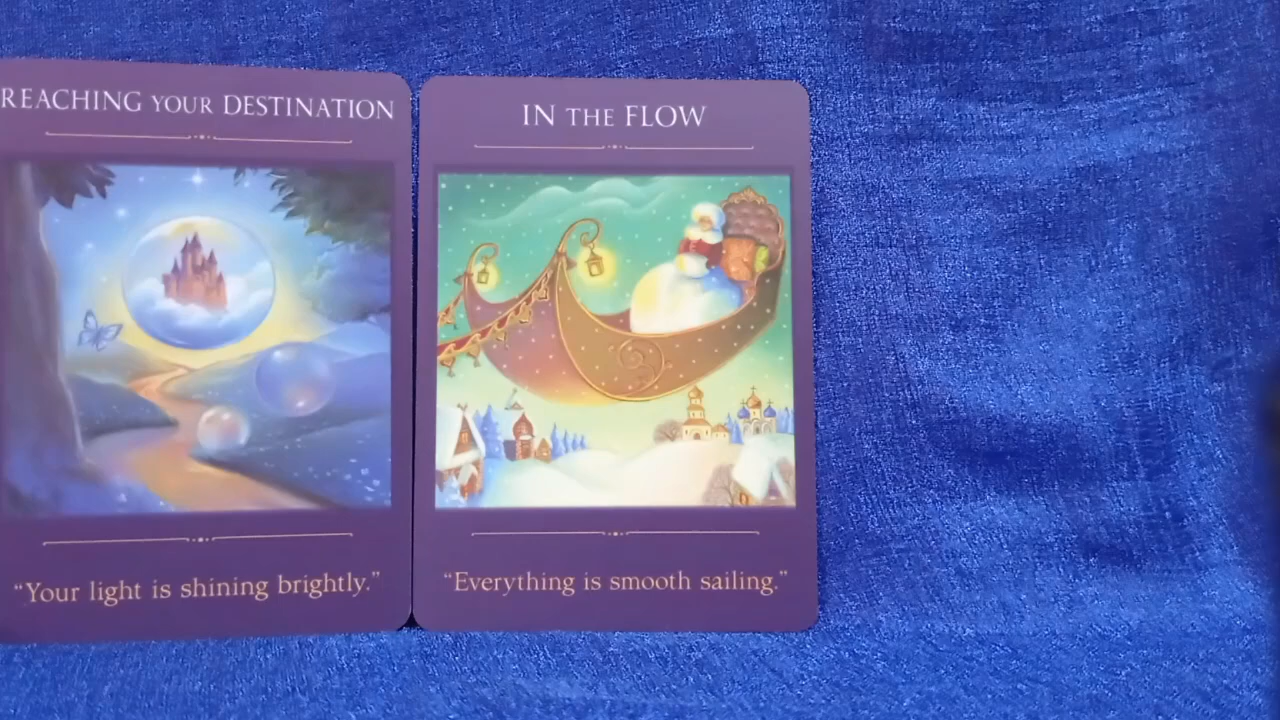 REACHING YOUR DESTINATION
"Your light is shining brightly."
IN THE FLOW
"Everything is smooth sailing."